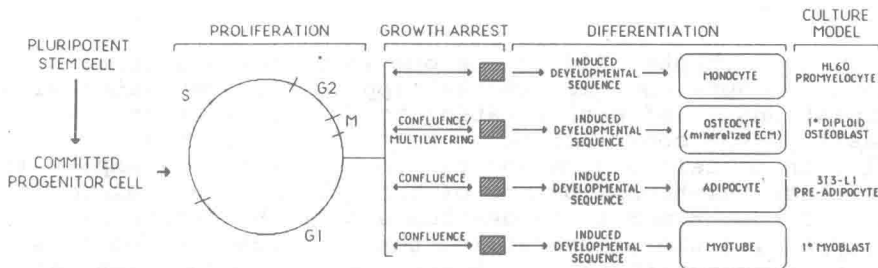 PROLIFERATION
GROWTH ARREST
DIFFERENTIATION
CULTURE
MODEL
PLURIPOTENT
STEM CELL
COMMITTED
PROGENITOR CELL
S
G2
M
G1
INDUCED
DEVELOPMENTAL
SEQUENCE
MONOCYTE
HL60
PROMYELOCYTE
CONFLUENCE/
MULTILAYERING
INDUCED
DEVELOPMENTAL
SEQUENCE
OSTEOCYTE
(mineralized ECM)
1° DIPLOID
OSTEOBLAST
CONFLUENCE
INDUCED
DEVELOPMENTAL
SEQUENCE
ADIPOCYTE
3T3-L1
PRE-ADIPOCYTE
CONFLUENCE
INDUCED
DEVELOPMENTAL
SEQUENCE
MYOTUBE
1° MYOBLAST